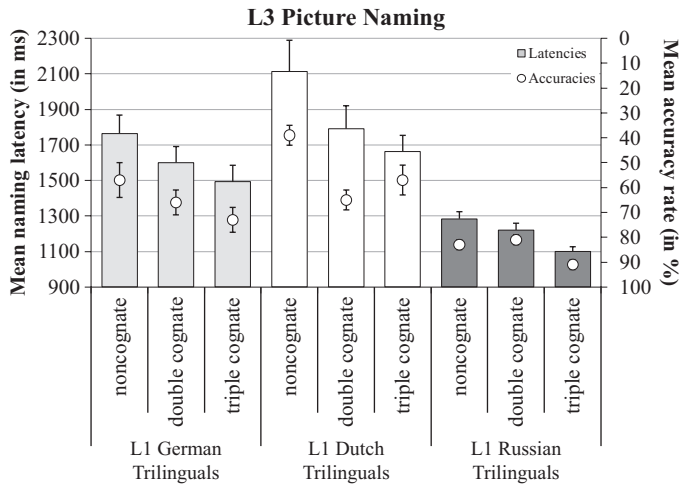 L3 Picture Naming
Mean naming latency (in ms)
2300
2100
1900
1700
1500
1300
1100
900
Latencies
Accuracies
0
10
20
30
40
50
60
70
80
90
100
Mean accuracy rate (in %)
noncognate
double cognate
triple cognate
noncognate
double cognate
triple cognate
noncognate
double cognate
triple cognate
L1 German
Trilinguals
L1 Dutch
Trilinguals
L1 Russian
Trilinguals